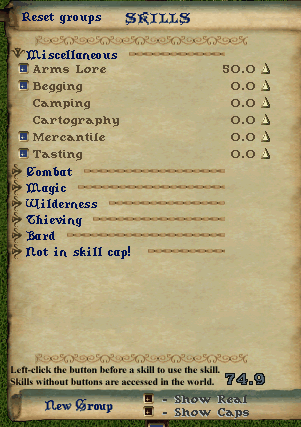 Reset groups SKILLS
Miscellaneous
Arms Lore 50.0
Begging 0.0
Camping 0.0
Cartography 0.0
Mercantile 0.0
Tasting 0.0
Combat
Magic
Wilderness
Thieving
Bard
Not in skill cap!
Left-click the button before a skill to use the skill.
Skills without buttons are accessed in the world. 74.9
New Group - Show Real
- Show Caps